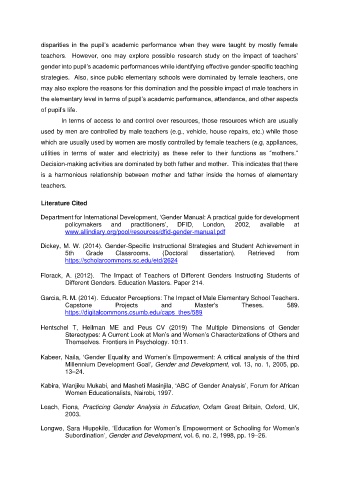 disparities in the pupil's academic performance when they were taught by mostly female
teachers.  However, one may explore possible research study on the impact of teachers'
gender into pupil's academic performances while identifying effective gender-specific teaching
strategies.  Also, since public elementary schools were dominated by female teachers, one
may also explore the reasons for this domination and the possible impact of male teachers in
the elementary level in terms of pupil's academic performance, attendance, and other aspects
of pupil's life.
In terms of access to and control over resources, those resources which are usually
used by men are controlled by male teachers (e.g., vehicle, house repairs, etc.) while those
which are usually used by women are mostly controlled by female teachers (e.g. appliances,
utilities in terms of water and electricity) as these refer to their functions as "mothers."
Decision-making activities are dominated by both father and mother.  This indicates that there
is a harmonious relationship between mother and father inside the homes of elementary
teachers.
Literature Cited
Department for International Development, 'Gender Manual: A practical guide for development
policymakers and practitioners', DFID, London, 2002, available at
www.allindiary.org/pool/resources/dfid-gender-manual.pdf
Dickey, M. W. (2014). Gender-Specific Instructional Strategies and Student Achievement in
5th Grade Classrooms. (Doctoral dissertation). Retrieved from
https://scholarcommons.sc.edu/etd/2624
Florack, A. (2012).  The Impact of Teachers of Different Genders Instructing Students of
Different Genders. Education Masters. Paper 214.
Garcia, R. M. (2014).  Educator Perceptions: The Impact of Male Elementary School Teachers.
Capstone Projects and Master's Theses. 589.
https://digitalcommons.csumb.edu/caps_thes/589
Hentschel T, Heilman ME and Peus CV (2019) The Multiple Dimensions of Gender
Stereotypes: A Current Look at Men's and Women's Characterizations of Others and
Themselves. Frontiers in Psychology. 10:11.
Kabeer, Naila, 'Gender Equality and Women's Empowerment: A critical analysis of the third
Millennium Development Goal', Gender and Development, vol. 13, no. 1, 2005, pp.
13–24.
Kabira, Wanjiku Mukabi, and Masheti Masinjila, 'ABC of Gender Analysis', Forum for African
Women Educationalists, Nairobi, 1997.
Leach, Fiona, Practicing Gender Analysis in Education, Oxfam Great Britain, Oxford, UK,
2003.
Longwe, Sara Hlupekile, 'Education for Women's Empowerment or Schooling for Women's
Subordination', Gender and Development, vol. 6, no. 2, 1998, pp. 19–26.